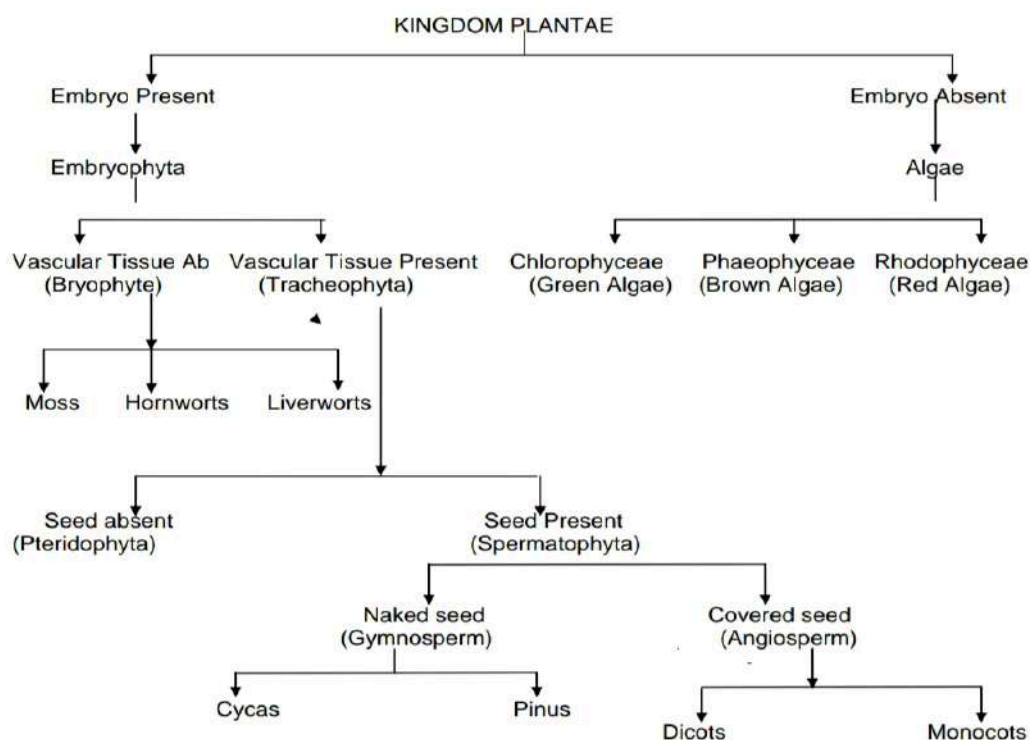 KINGDOM PLANTAE
Embryo Present
Embryo Absent
Embryophyta
Algae
Vascular Tissue Ab
(Bryophyte)
Vascular Tissue Present
(Tracheophyta)
Chlorophyceae
(Green Algae)
Phaeophyceae
(Brown Algae)
Rhodophyceae
(Red Algae)
Moss
Hornworts
Liverworts
Seed absent
(Pteridophyta)
Seed Present
(Spermatophyta)
Naked seed
(Gymnosperm)
Covered seed
(Angiosperm)
Cycas
Pinus
Dicots
Monocots